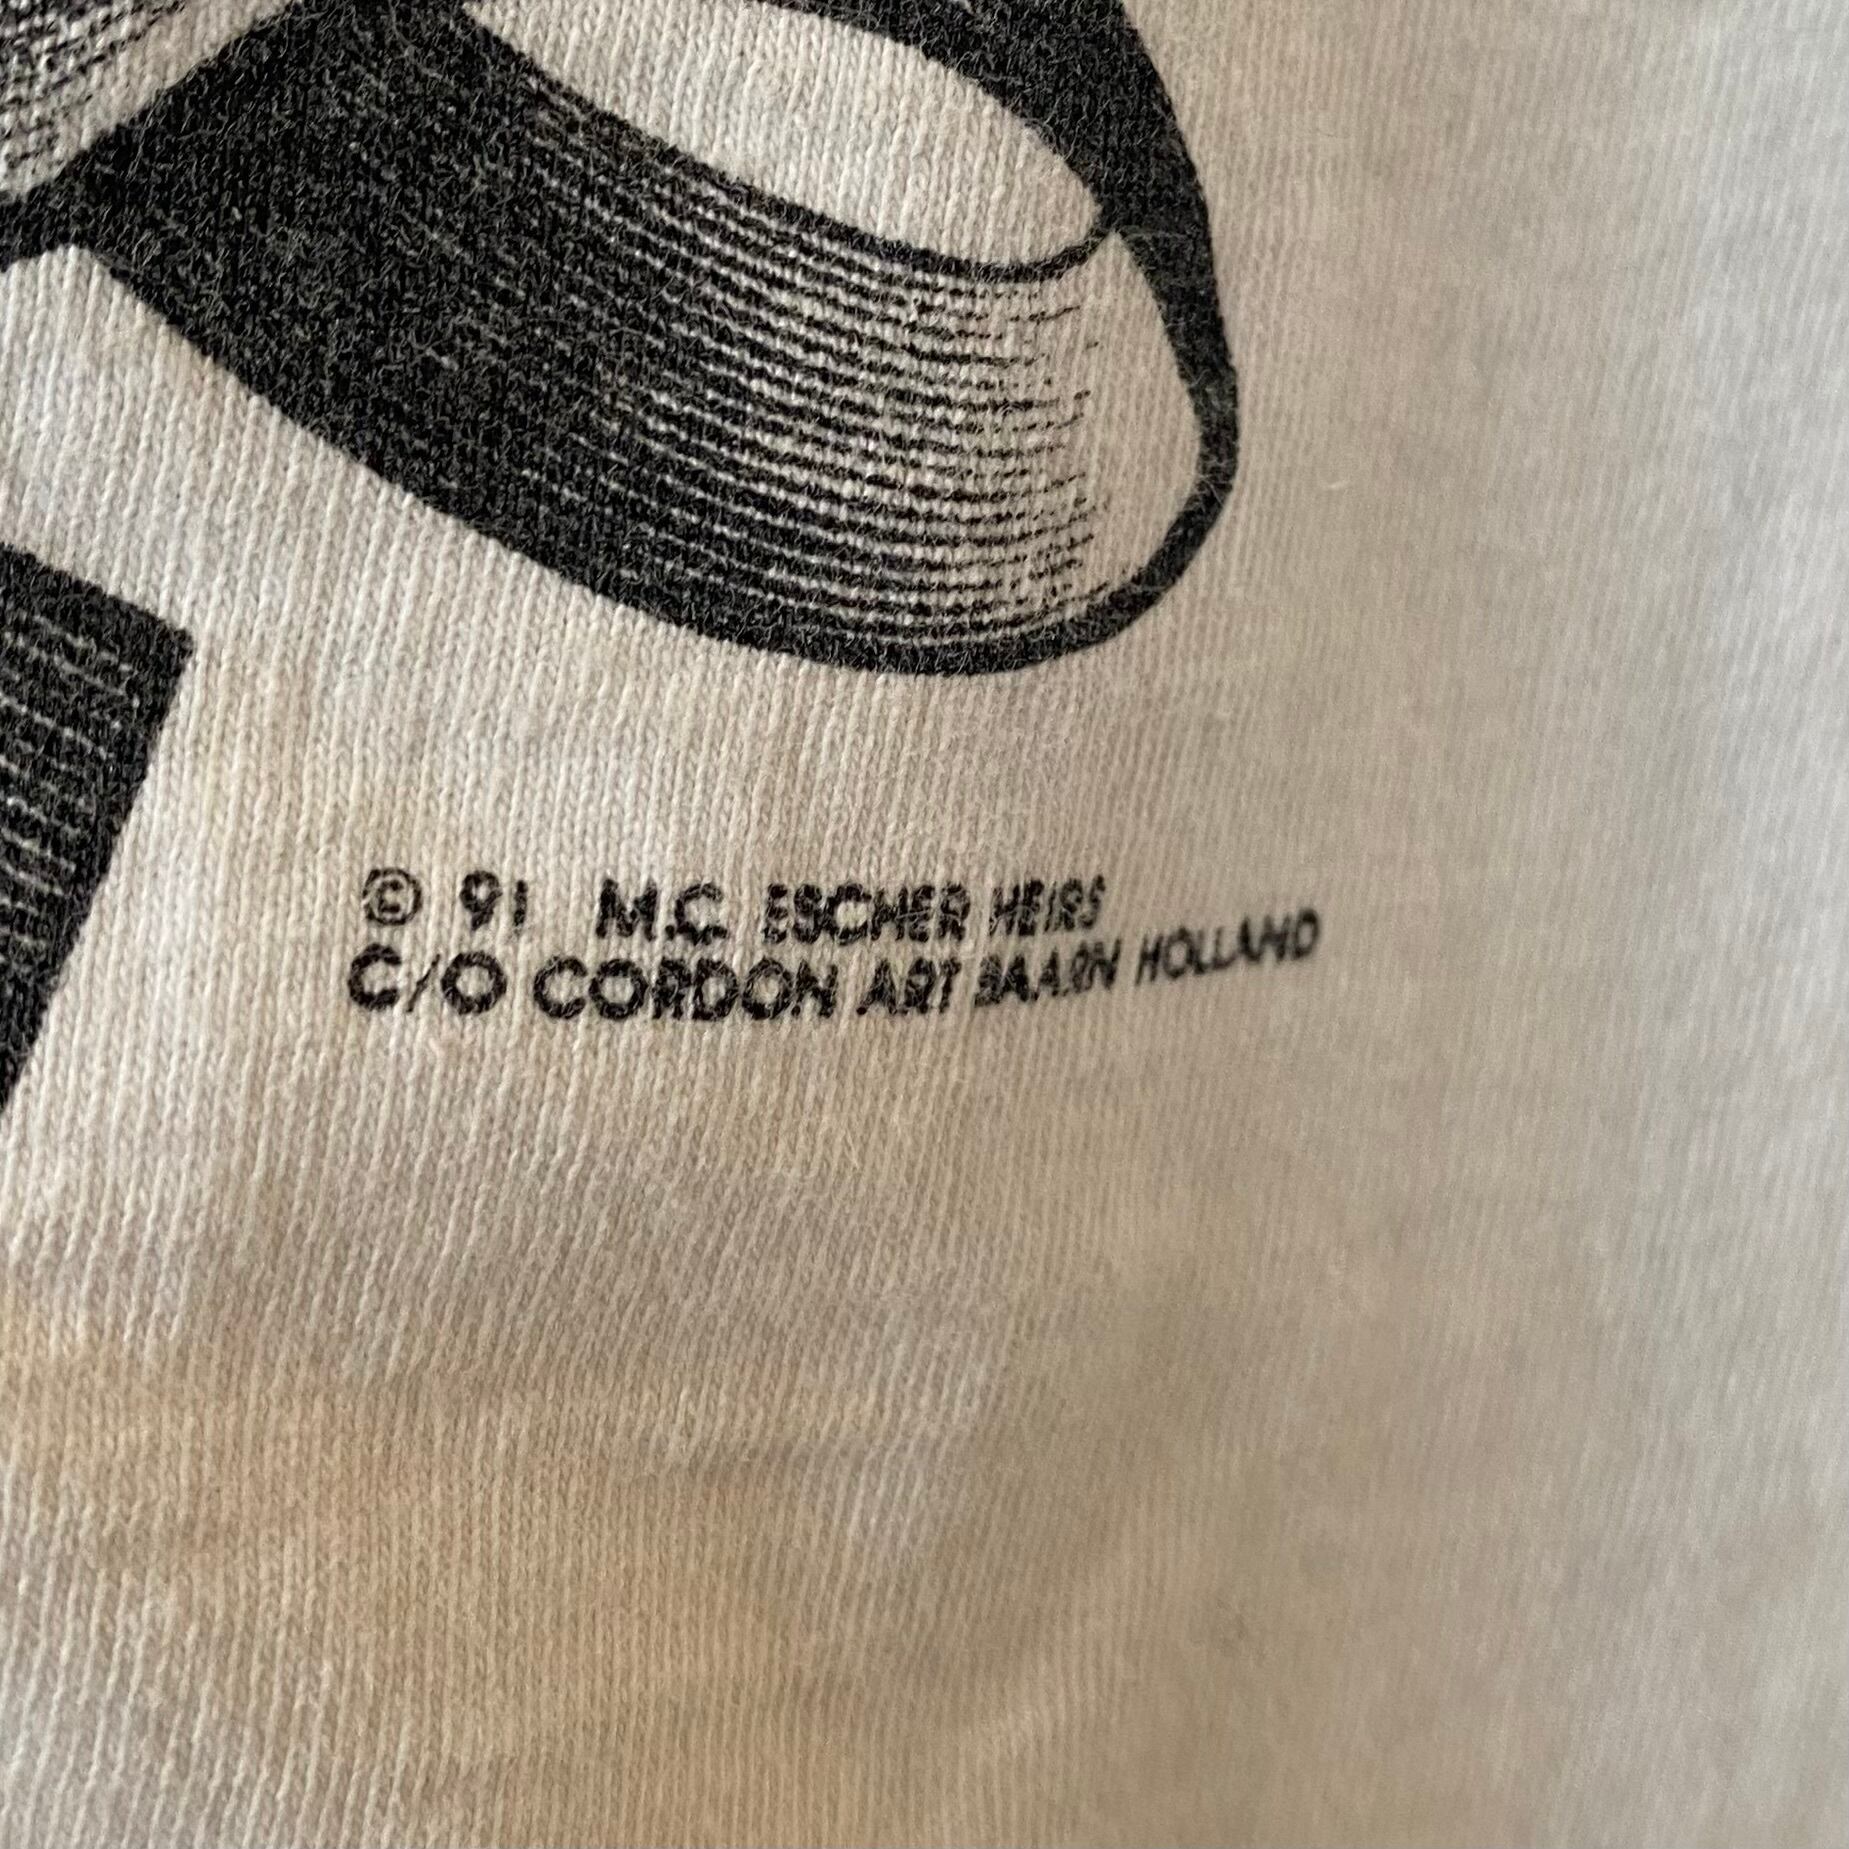 © 91 M.C. ESCHER HEIRS
C/O CORDON ART BAARN HOLLAND